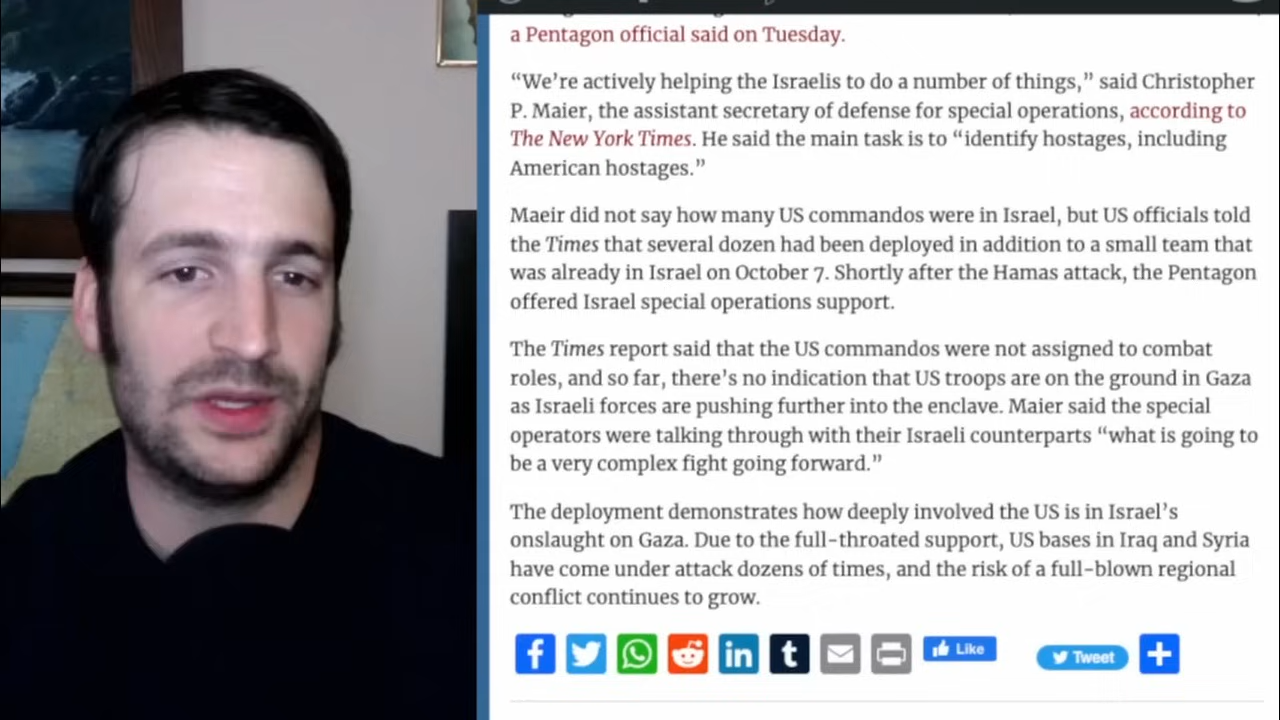 a Pentagon official said on Tuesday.
“We’re actively helping the Israelis to do a number of things,” said Christopher
P. Maier, the assistant secretary of defense for special operations, according to
The New York Times. He said the main task is to “identify hostages, including
American hostages.”
Maeir did not say how many US commandos were in Israel, but US officials told
the Times that several dozen had been deployed in addition to a small team that
was already in Israel on October 7. Shortly after the Hamas attack, the Pentagon
offered Israel special operations support.
The Times report said that the US commandos were not assigned to combat
roles, and so far, there’s no indication that US troops are on the ground in Gaza
as Israeli forces are pushing further into the enclave. Maier said the special
operators were talking through with their Israeli counterparts “what is going to
be a very complex fight going forward.”
The deployment demonstrates how deeply involved the US is in Israel’s
onslaught on Gaza. Due to the full-throated support, US bases in Iraq and Syria
have come under attack dozens of times, and the risk of a full-blown regional
conflict continues to grow.
Like
Tweet